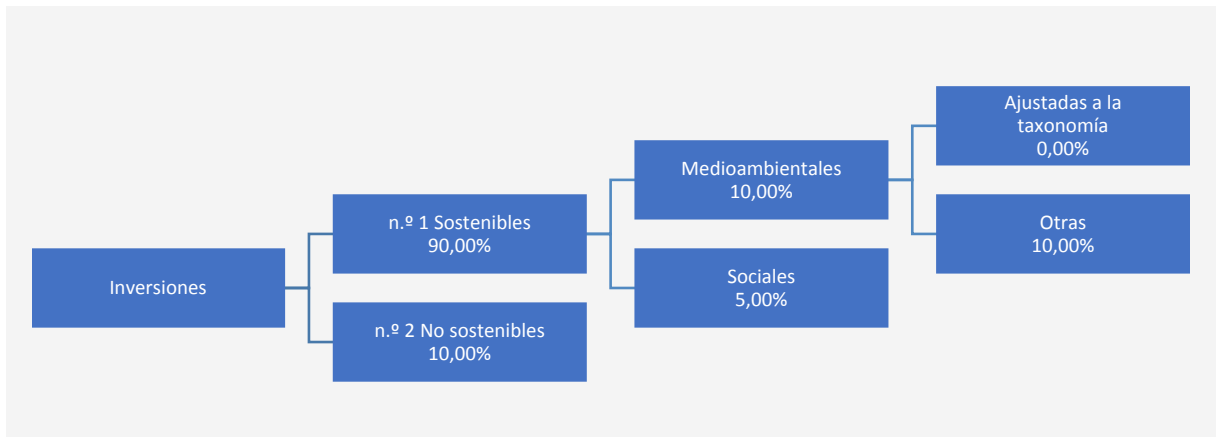 Inversiones
n.º 1 Sostenibles
90,00%
n.º 2 No sostenibles
10,00%
Medioambientales
10,00%
Sociales
5,00%
Ajustadas a la
taxonomía
0,00%
Otras
10,00%